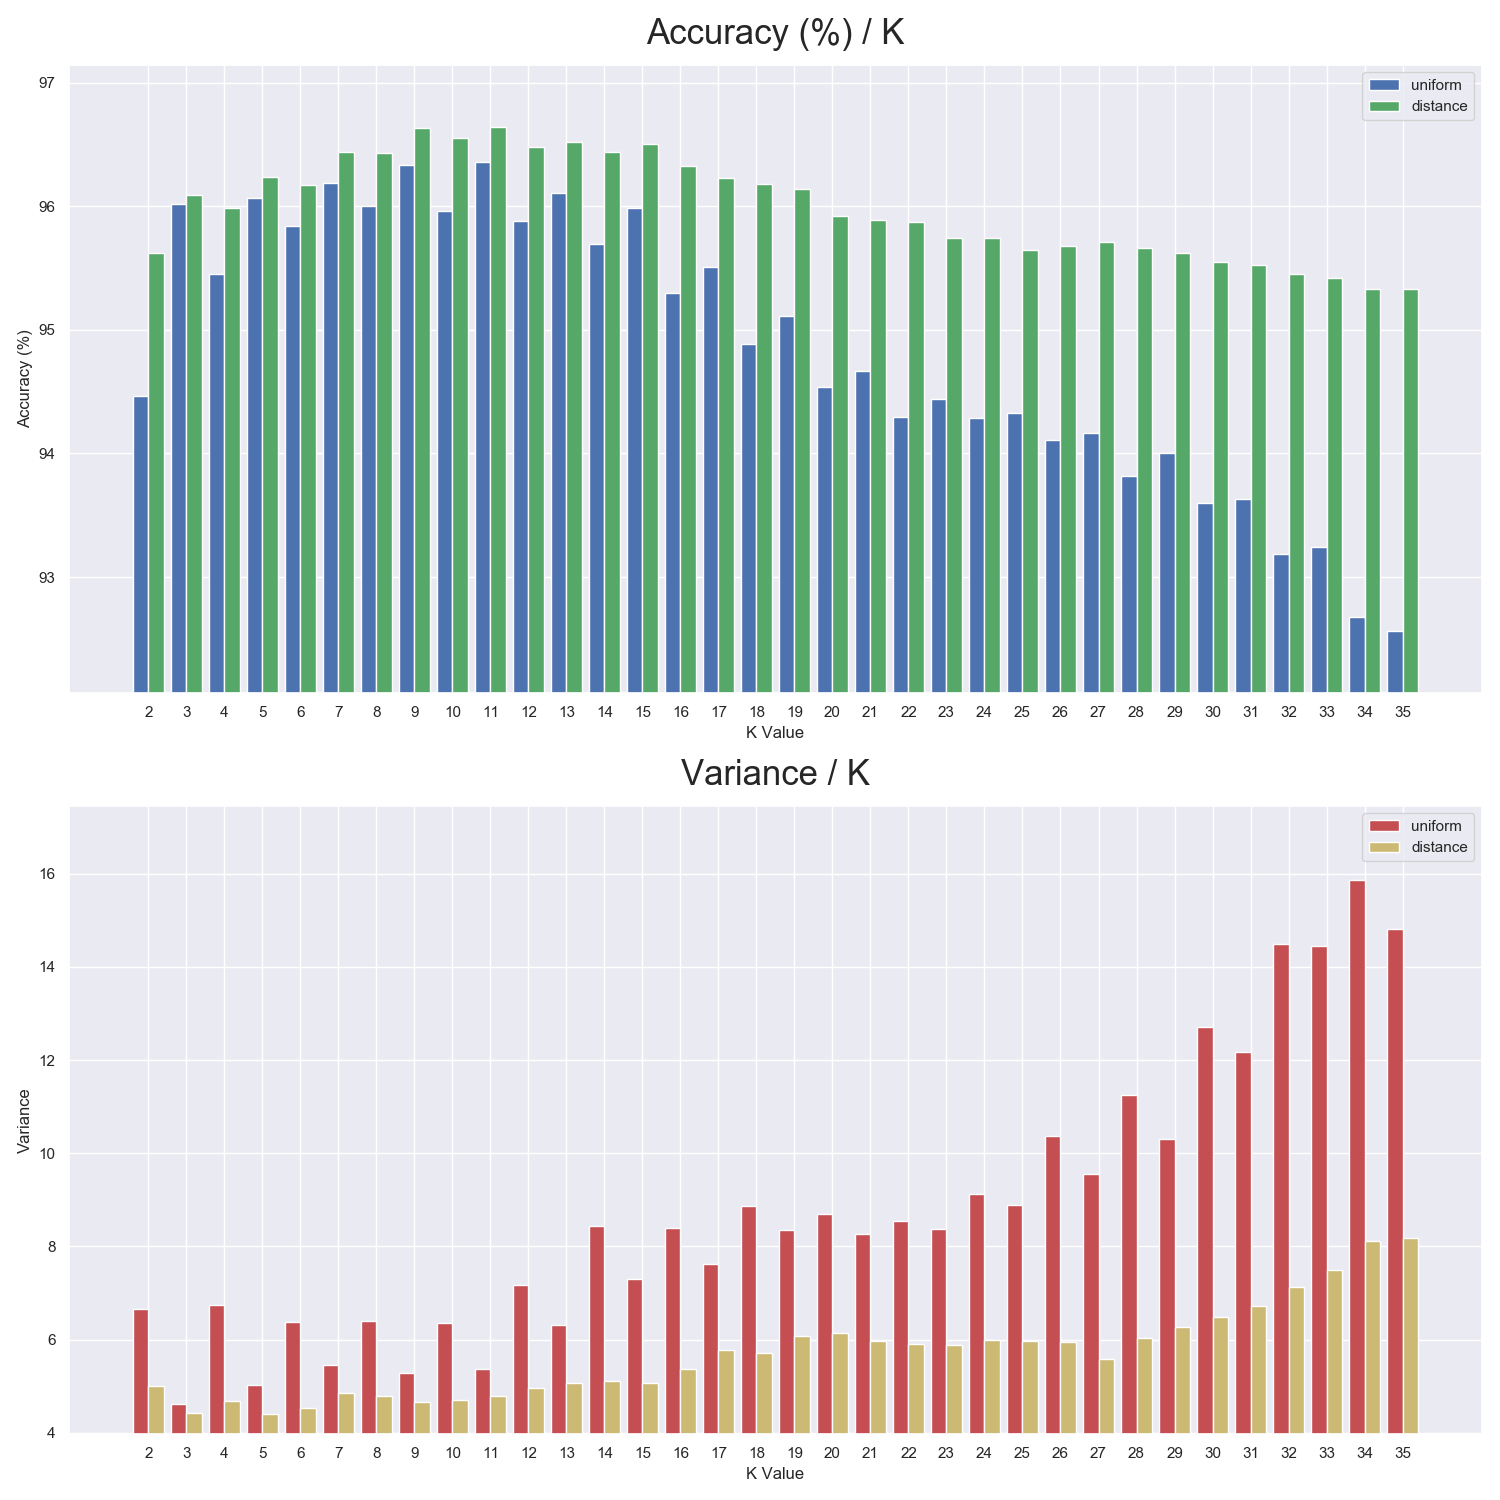 Accuracy (%) / K
97
96
95
94
93
Accuracy (%)
uniform
distance
2 3 4 5 6 7 8 9 10 11 12 13 14 15 16 17 18 19 20 21 22 23 24 25 26 27 28 29 30 31 32 33 34 35
K Value
Variance / K
16
14
12
10
8
6
4
Variance
uniform
distance
2 3 4 5 6 7 8 9 10 11 12 13 14 15 16 17 18 19 20 21 22 23 24 25 26 27 28 29 30 31 32 33 34 35
K Value